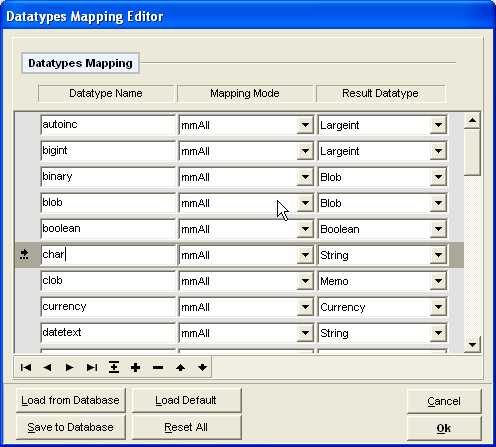 Datatypes Mapping Editor
Datatypes Mapping
Datatype Name Mapping Mode Result Datatype
autoinc mmAll Largeint
bigint mmAll Largeint
binary mmAll Blob
blob mmAll Blob
boolean mmAll Boolean
char mmAll String
clob mmAll Memo
currency mmAll Currency
datetext mmAll String
Load from Database Load Default Cancel
Save to Database Reset All Ok